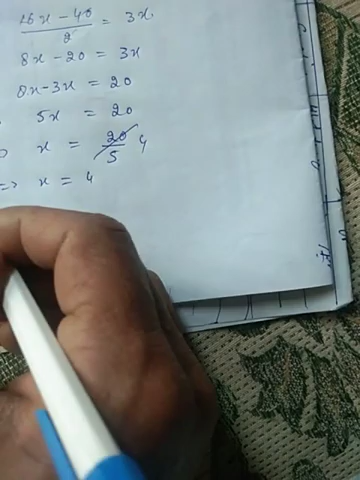 16x - 40 / 2 = 3x
8x - 20 = 3x
8x - 3x = 20
5x = 20
x = 20 / 5 4
=> x = 4